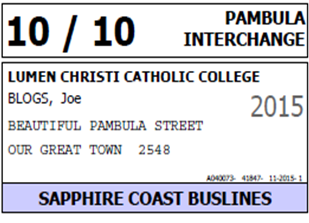 10 / 10
PAMBULA
INTERCHANGE
LUMEN CHRISTI CATHOLIC COLLEGE
BLOGS, Joe
2015
BEAUTIFUL PAMBULA STREET
OUR GREAT TOWN 2548
A040073- 41847- 11-2015- 1
SAPPHIRE COAST BUSLINES